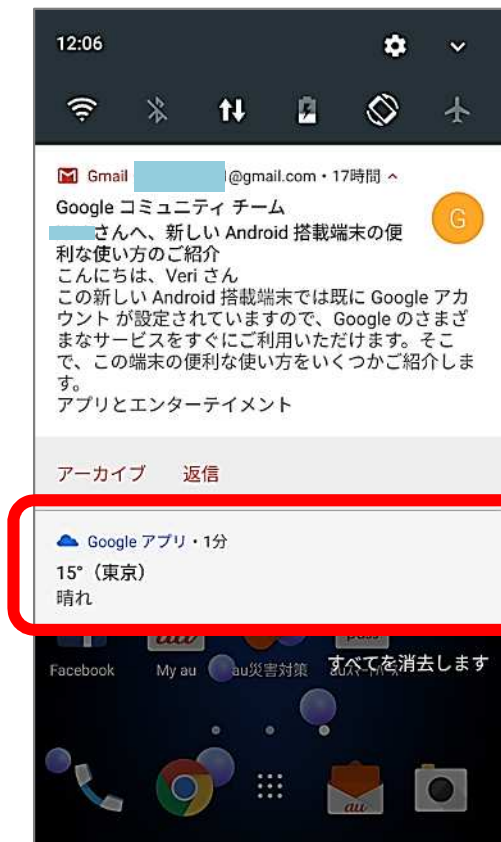 12:06
Gmail 1@gmail.com・17時間
Google コミュニティ チーム
さんへ、新しい Android 搭載端末の便
利な使い方のご紹介
こんにちは、Veri さん
この新しい Android 搭載端末では既に Google アカ
ウント が設定されていますので、Google のさまざ
まなサービスをすぐにご利用いただけます。そこ
で、この端末の便利な使い方をいくつかご紹介しま
す。
アプリとエンターテイメント
G
アーカイブ 返信
Google アプリ・1分
15°（東京）
晴れ
au
Facebook My au au災害対策
すべてを消去します
au